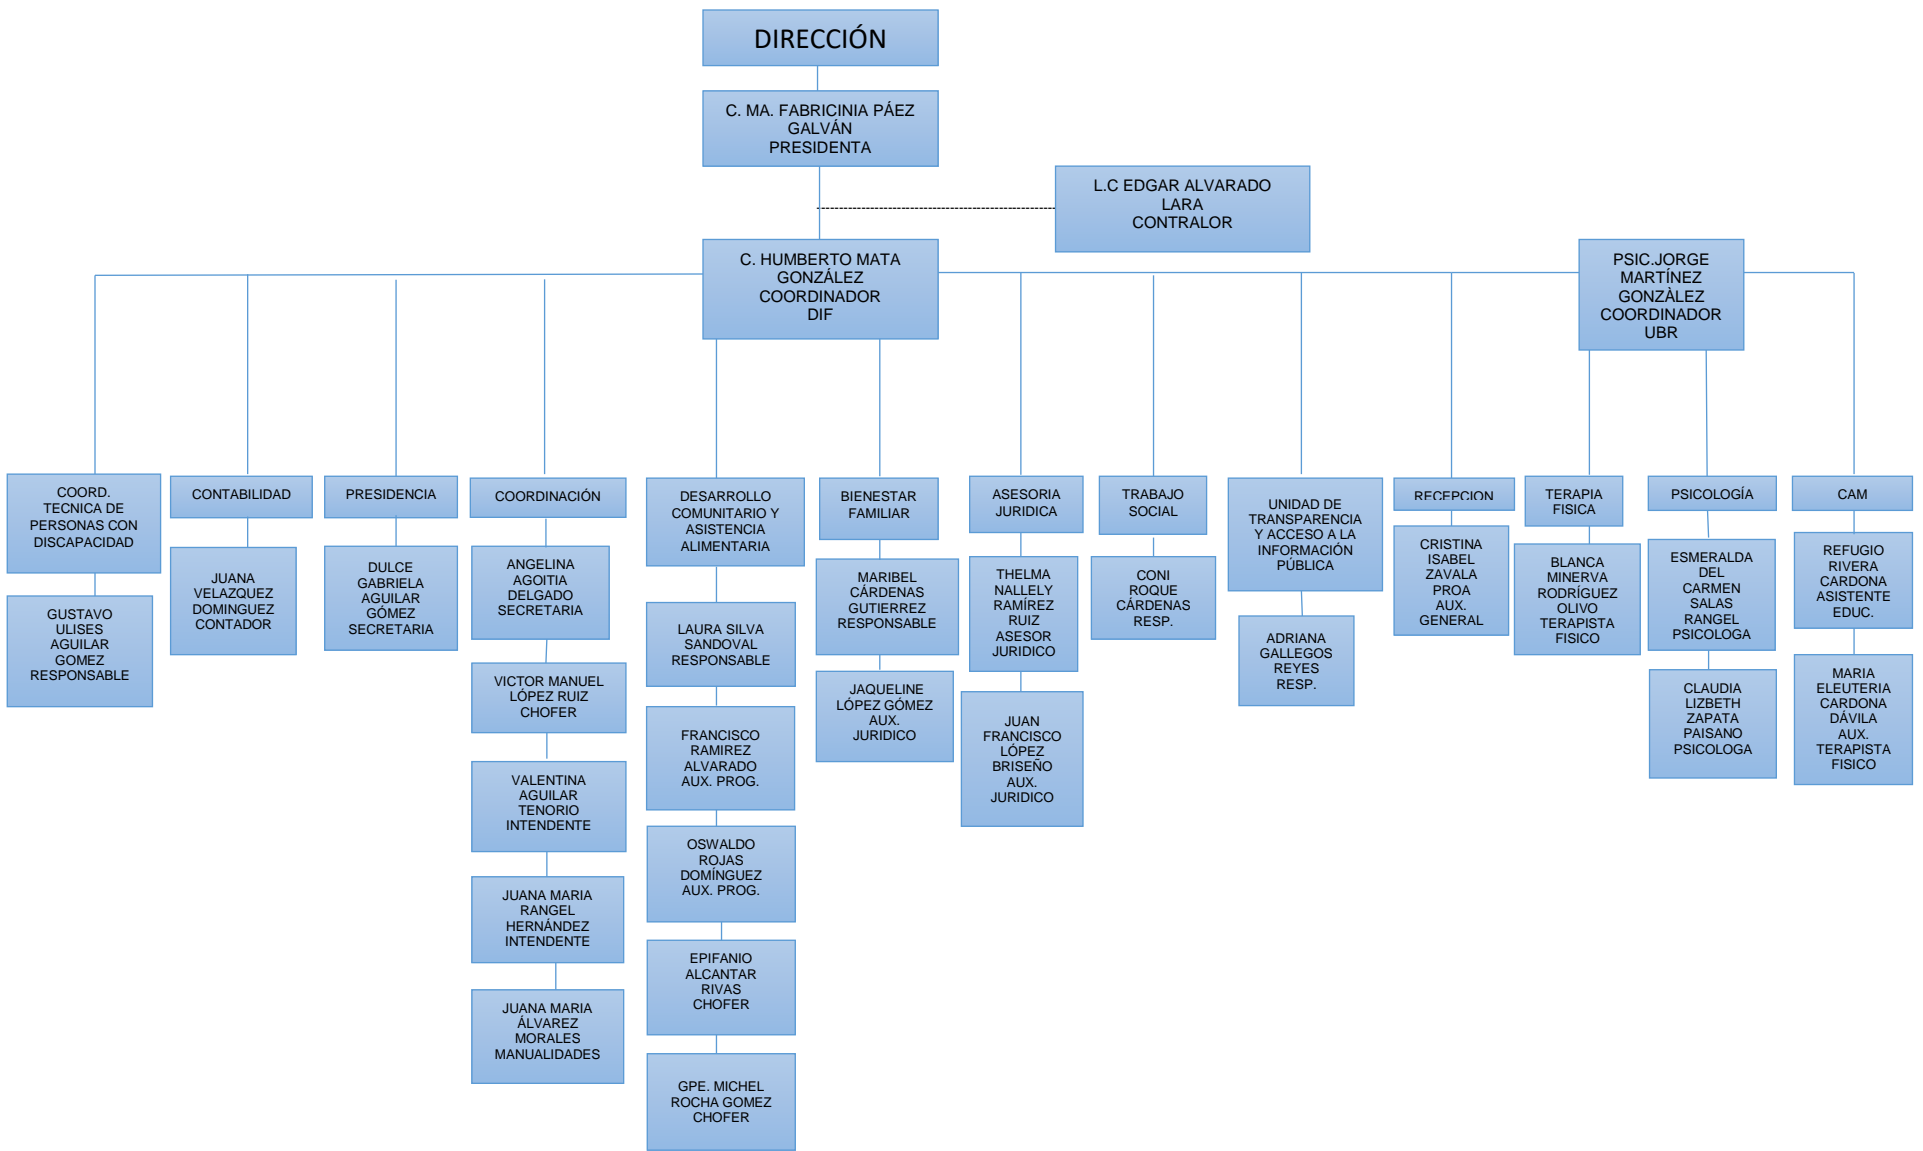 DIRECCIÓN
C. MA. FABRICINIA PÁEZ
GALVÁN
PRESIDENTA
L.C EDGAR ALVARADO
LARA
CONTRALOR
C. HUMBERTO MATA
GONZÁLEZ
COORDINADOR
DIF
PSIC.JORGE
MARTÍNEZ
GONZÀLEZ
COORDINADOR
UBR
COORD.
TECNICA DE
PERSONAS CON
DISCAPACIDAD
GUSTAVO
ULISES
AGUILAR
GOMEZ
RESPONSABLE
CONTABILIDAD
JUANA
VELAZQUEZ
DOMINGUEZ
CONTADOR
PRESIDENCIA
DULCE
GABRIELA
AGUILAR
GÓMEZ
SECRETARIA
COORDINACIÓN
ANGELINA
AGOITIA
DELGADO
SECRETARIA
VICTOR MANUEL
LÓPEZ RUIZ
CHOFER
VALENTINA
AGUILAR
TENORIO
INTENDENTE
JUANA MARIA
RANGEL
HERNÁNDEZ
INTENDENTE
JUANA MARIA
ÁLVAREZ
MORALES
MANUALIDADES
DESARROLLO
COMUNITARIO Y
ASISTENCIA
ALIMENTARIA
LAURA SILVA
SANDOVAL
RESPONSABLE
FRANCISCO
RAMIREZ
ALVARADO
AUX. PROG.
OSWALDO
ROJAS
DOMÍNGUEZ
AUX. PROG.
EPIFANIO
ALCANTAR
RIVAS
CHOFER
GPE. MICHEL
ROCHA GOMEZ
CHOFER
BIENESTAR
FAMILIAR
MARIBEL
CÁRDENAS
GUTIERREZ
RESPONSABLE
JAQUELINE
LÓPEZ GÓMEZ
AUX.
JURIDICO
ASESORIA
JURIDICA
THELMA
NALLELY
RAMÍREZ
RUIZ
ASESOR
JURIDICO
JUAN
FRANCISCO
LÓPEZ
BRISEÑO
AUX.
JURIDICO
TRABAJO
SOCIAL
CONI
ROQUE
CÁRDENAS
RESP.
UNIDAD DE
TRANSPARENCIA
Y ACCESO A LA
INFORMACIÓN
PÚBLICA
ADRIANA
GALLEGOS
REYES
RESP.
RECEPCION
CRISTINA
ISABEL
ZAVALA
PROA
AUX.
GENERAL
TERAPIA
FISICA
BLANCA
MINERVA
RODRÍGUEZ
OLIVO
TERAPISTA
FISICO
PSICOLOGÍA
ESMERALDA
DEL
CARMEN
SALAS
RANGEL
PSICOLOGA
CLAUDIA
LIZBETH
ZAPATA
PAISANO
PSICOLOGA
CAM
REFUGIO
RIVERA
CARDONA
ASISTENTE
EDUC.
MARIA
ELEUTERIA
CARDONA
DÁVILA
AUX.
TERAPISTA
FISICO